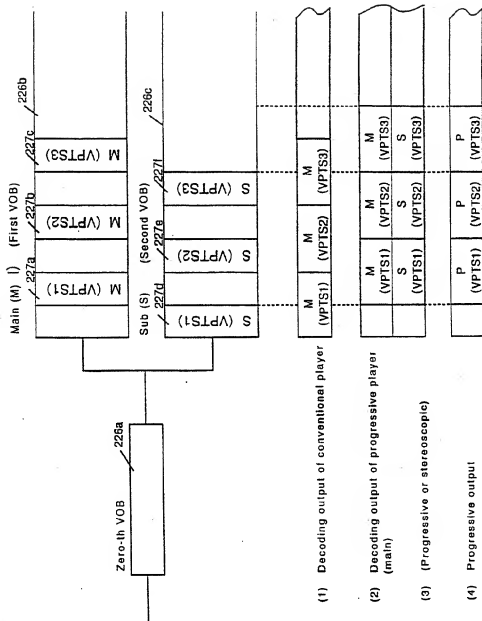 226b
Main (M) I) (First VOB)
227a
227b
227c
M (VPTS1)
M (VPTS2)
M (VPTS3)
Zero-th VOB
226a
226c
Sub (S) (Second VOB)
227d
227e
227f
S (VPTS1)
S (VPTS2)
S (VPTS3)
(1) Decoding output of conventional player
M (VPTS1)
M (VPTS2)
M (VPTS3)
(2) Decoding output of progressive player
(main)
M (VPTS1)
M (VPTS2)
M (VPTS3)
(3) (Progressive or stereoscopic)
S (VPTS1)
S (VPTS2)
S (VPTS3)
(4) Progressive output
P (VPTS1)
P (VPTS2)
P (VPTS3)